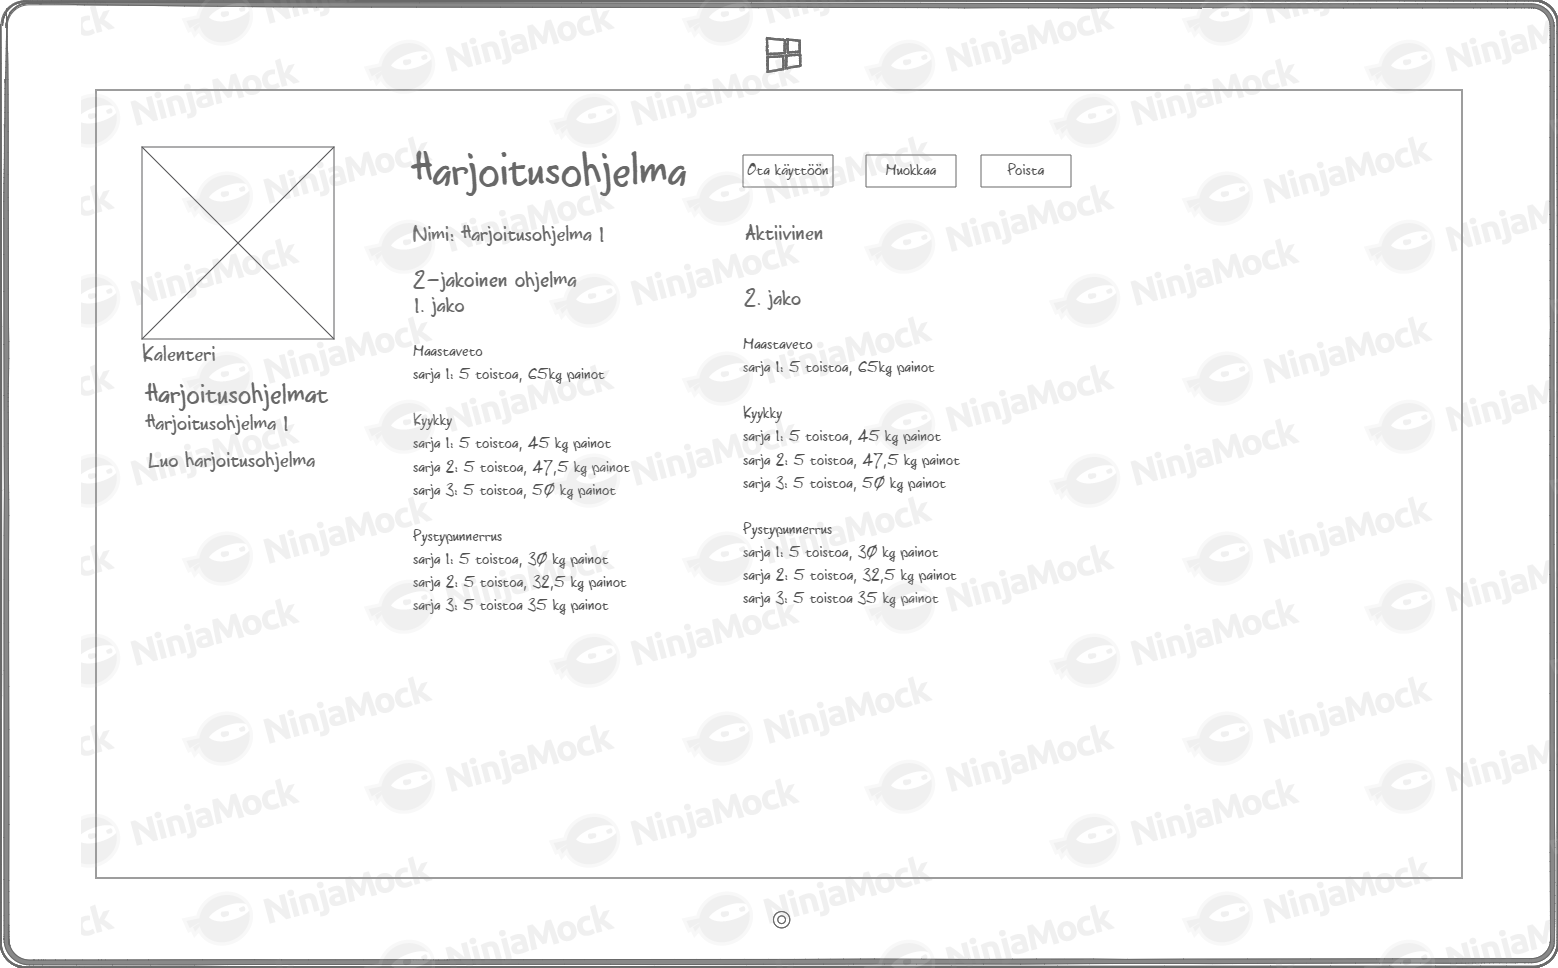 Harjoitusohjelma
Ota käyttöön
Muokkaa
Poista
Nimi: Harjoitusohjelma 1
Aktiivinen
2-jakoinen ohjelma
1. jako
Maastaveto
sarja 1: 5 toistoa, 65kg painot
Kyykky
sarja 1: 5 toistoa, 45 kg painot
sarja 2: 5 toistoa, 47,5 kg painot
sarja 3: 5 toistoa, 50 kg painot
Pystypunnerrus
sarja 1: 5 toistoa, 30 kg painot
sarja 2: 5 toistoa, 32,5 kg painot
sarja 3: 5 toistoa 35 kg painot
2. jako
Maastaveto
sarja 1: 5 toistoa, 65kg painot
Kyykky
sarja 1: 5 toistoa, 45 kg painot
sarja 2: 5 toistoa, 47,5 kg painot
sarja 3: 5 toistoa, 50 kg painot
Pystypunnerrus
sarja 1: 5 toistoa, 30 kg painot
sarja 2: 5 toistoa, 32,5 kg painot
sarja 3: 5 toistoa 35 kg painot
Kalenteri
Harjoitusohjelmat
Harjoitusohjelma 1
Luo harjoitusohjelma
NinjaMock